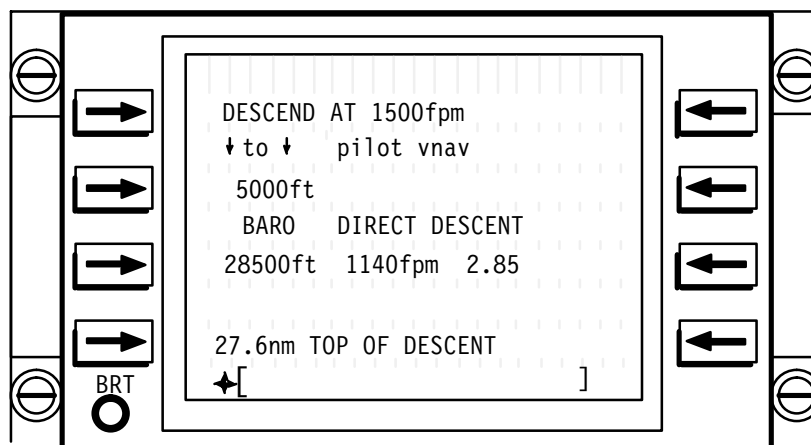 DESCEND AT 1500fpm
to pilot vnav
5000ft
BARO DIRECT DESCENT
28500ft 1140fpm 2.85
27.6nm TOP OF DESCENT
[ ]
BRT